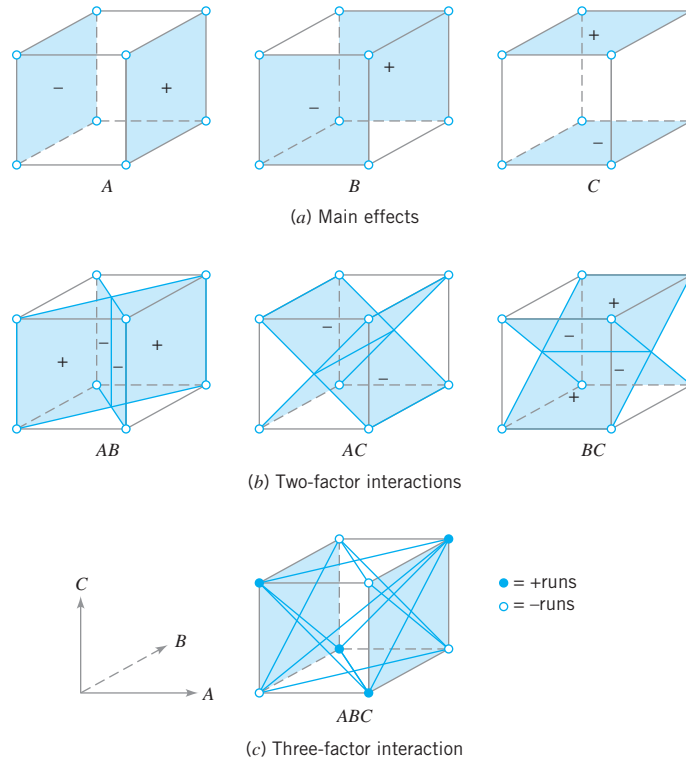 – + – + + –
A B C
(a) Main effects
+ – – + – – + – – +
AB AC BC
(b) Two-factor interactions
C
B
A
= +runs
= –runs
ABC
(c) Three-factor interaction